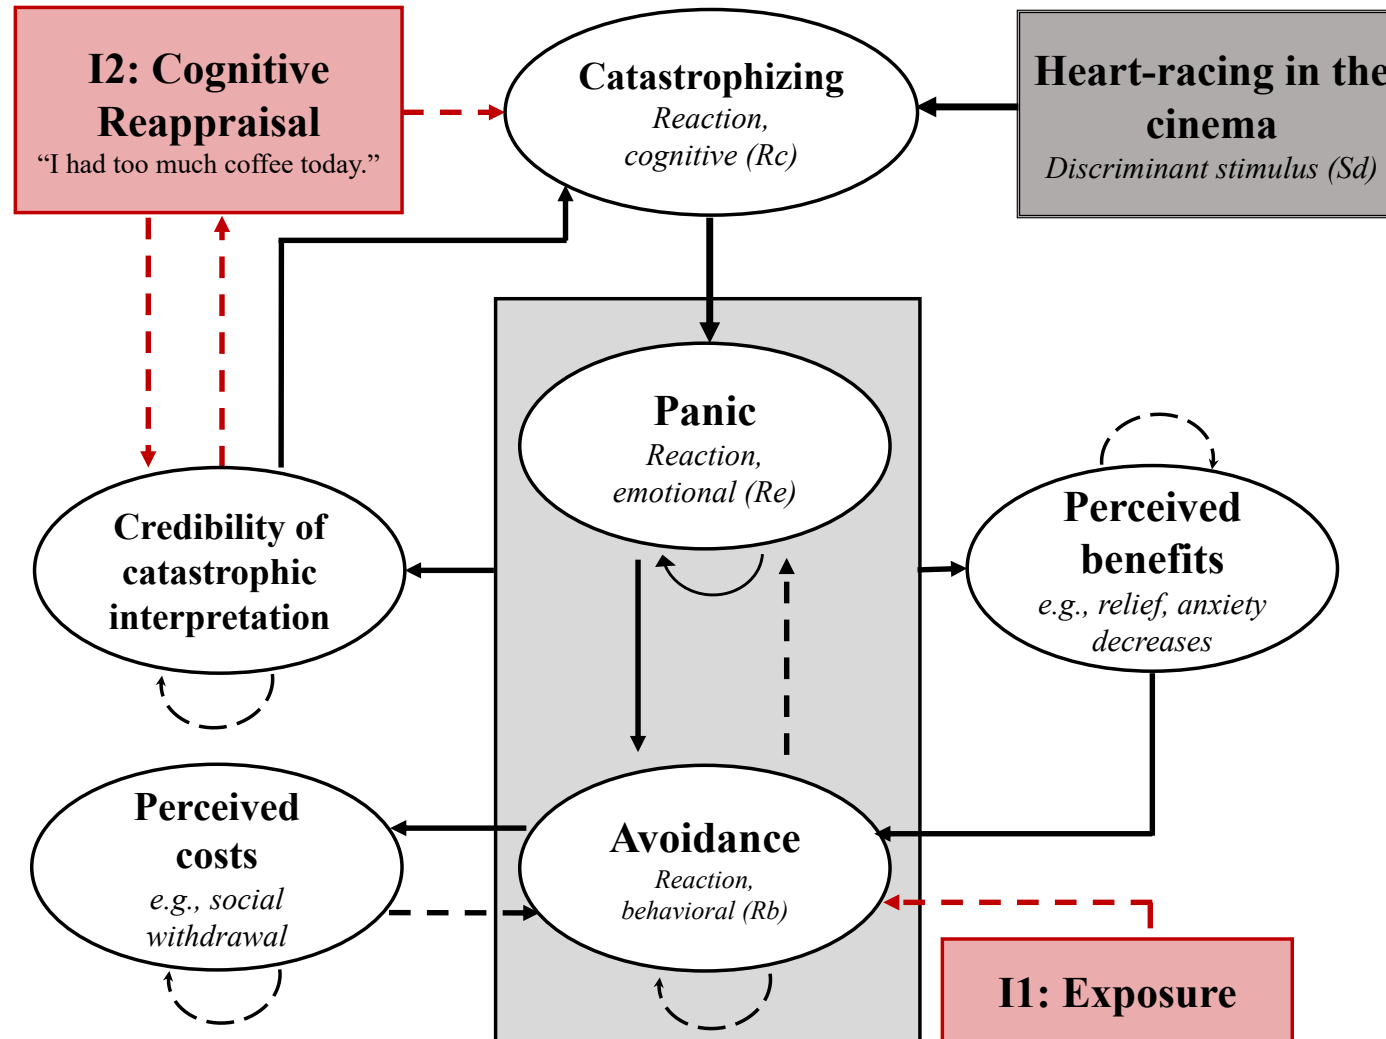 I2: Cognitive
Reappraisal
“I had too much coffee today.”
Catastrophizing
Reaction,
cognitive (Rc)
Heart-racing in the
cinema
Discriminant stimulus (Sd)
Panic
Reaction,
emotional (Re)
Credibility of
catastrophic
interpretation
Perceived
benefits
e.g., relief, anxiety
decreases
Perceived
costs
e.g., social
withdrawal
Avoidance
Reaction,
behavioral (Rb)
I1: Exposure